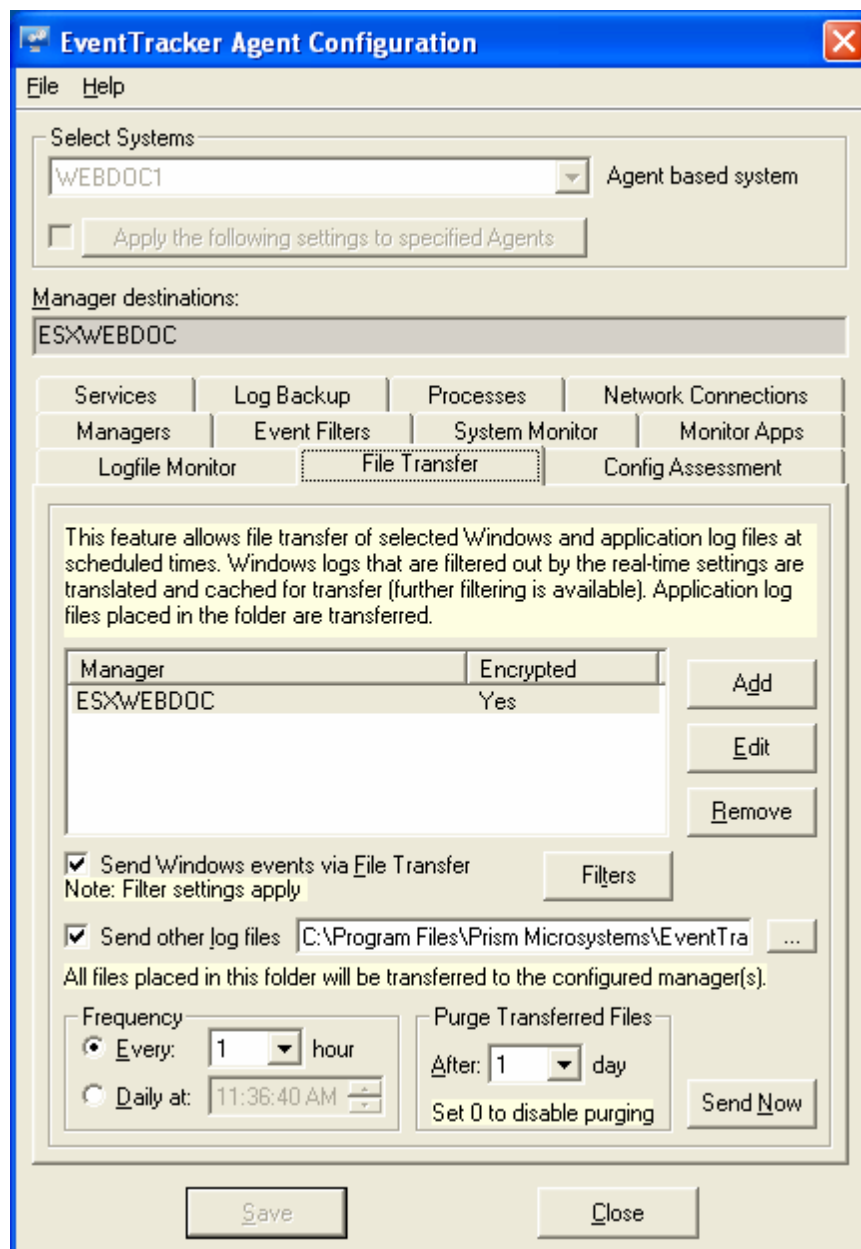 EventTracker Agent Configuration
File Help
Select Systems
WEBDOC1
Agent based system
Apply the following settings to specified Agents
Manager destinations:
ESXWEBDOC
Services Log Backup Processes Network Connections
Managers Event Filters System Monitor Monitor Apps
Logfile Monitor File Transfer Config Assessment
This feature allows file transfer of selected Windows and application log files at
scheduled times. Windows logs that are filtered out by the real-time settings are
translated and cached for transfer (further filtering is available). Application log
files placed in the folder are transferred.
Manager Encrypted
ESXWEBDOC Yes
Add
Edit
Remove
Send Windows events via File Transfer
Note: Filter settings apply
Filters
Send other log files C:\Program Files\Prism Microsystems\EventTra ...
All files placed in this folder will be transferred to the configured manager(s).
Frequency
Every: 1 hour
Daily at: 11:36:40 AM
Purge Transferred Files
After: 1 day
Set 0 to disable purging
Send Now
Save Close